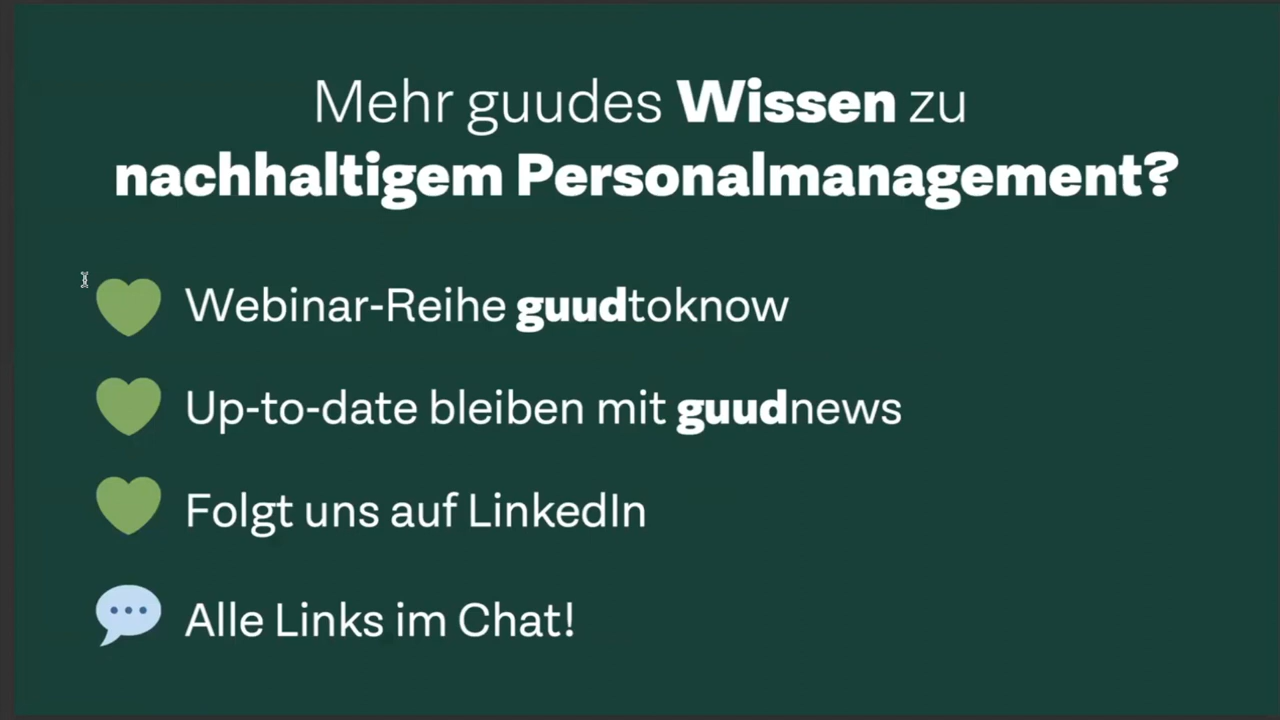 Mehr guudes Wissen zu
nachhaltigem Personalmanagement?
Webinar-Reihe guudtoknow
Up-to-date bleiben mit guudnews
Folgt uns auf LinkedIn
Alle Links im Chat!